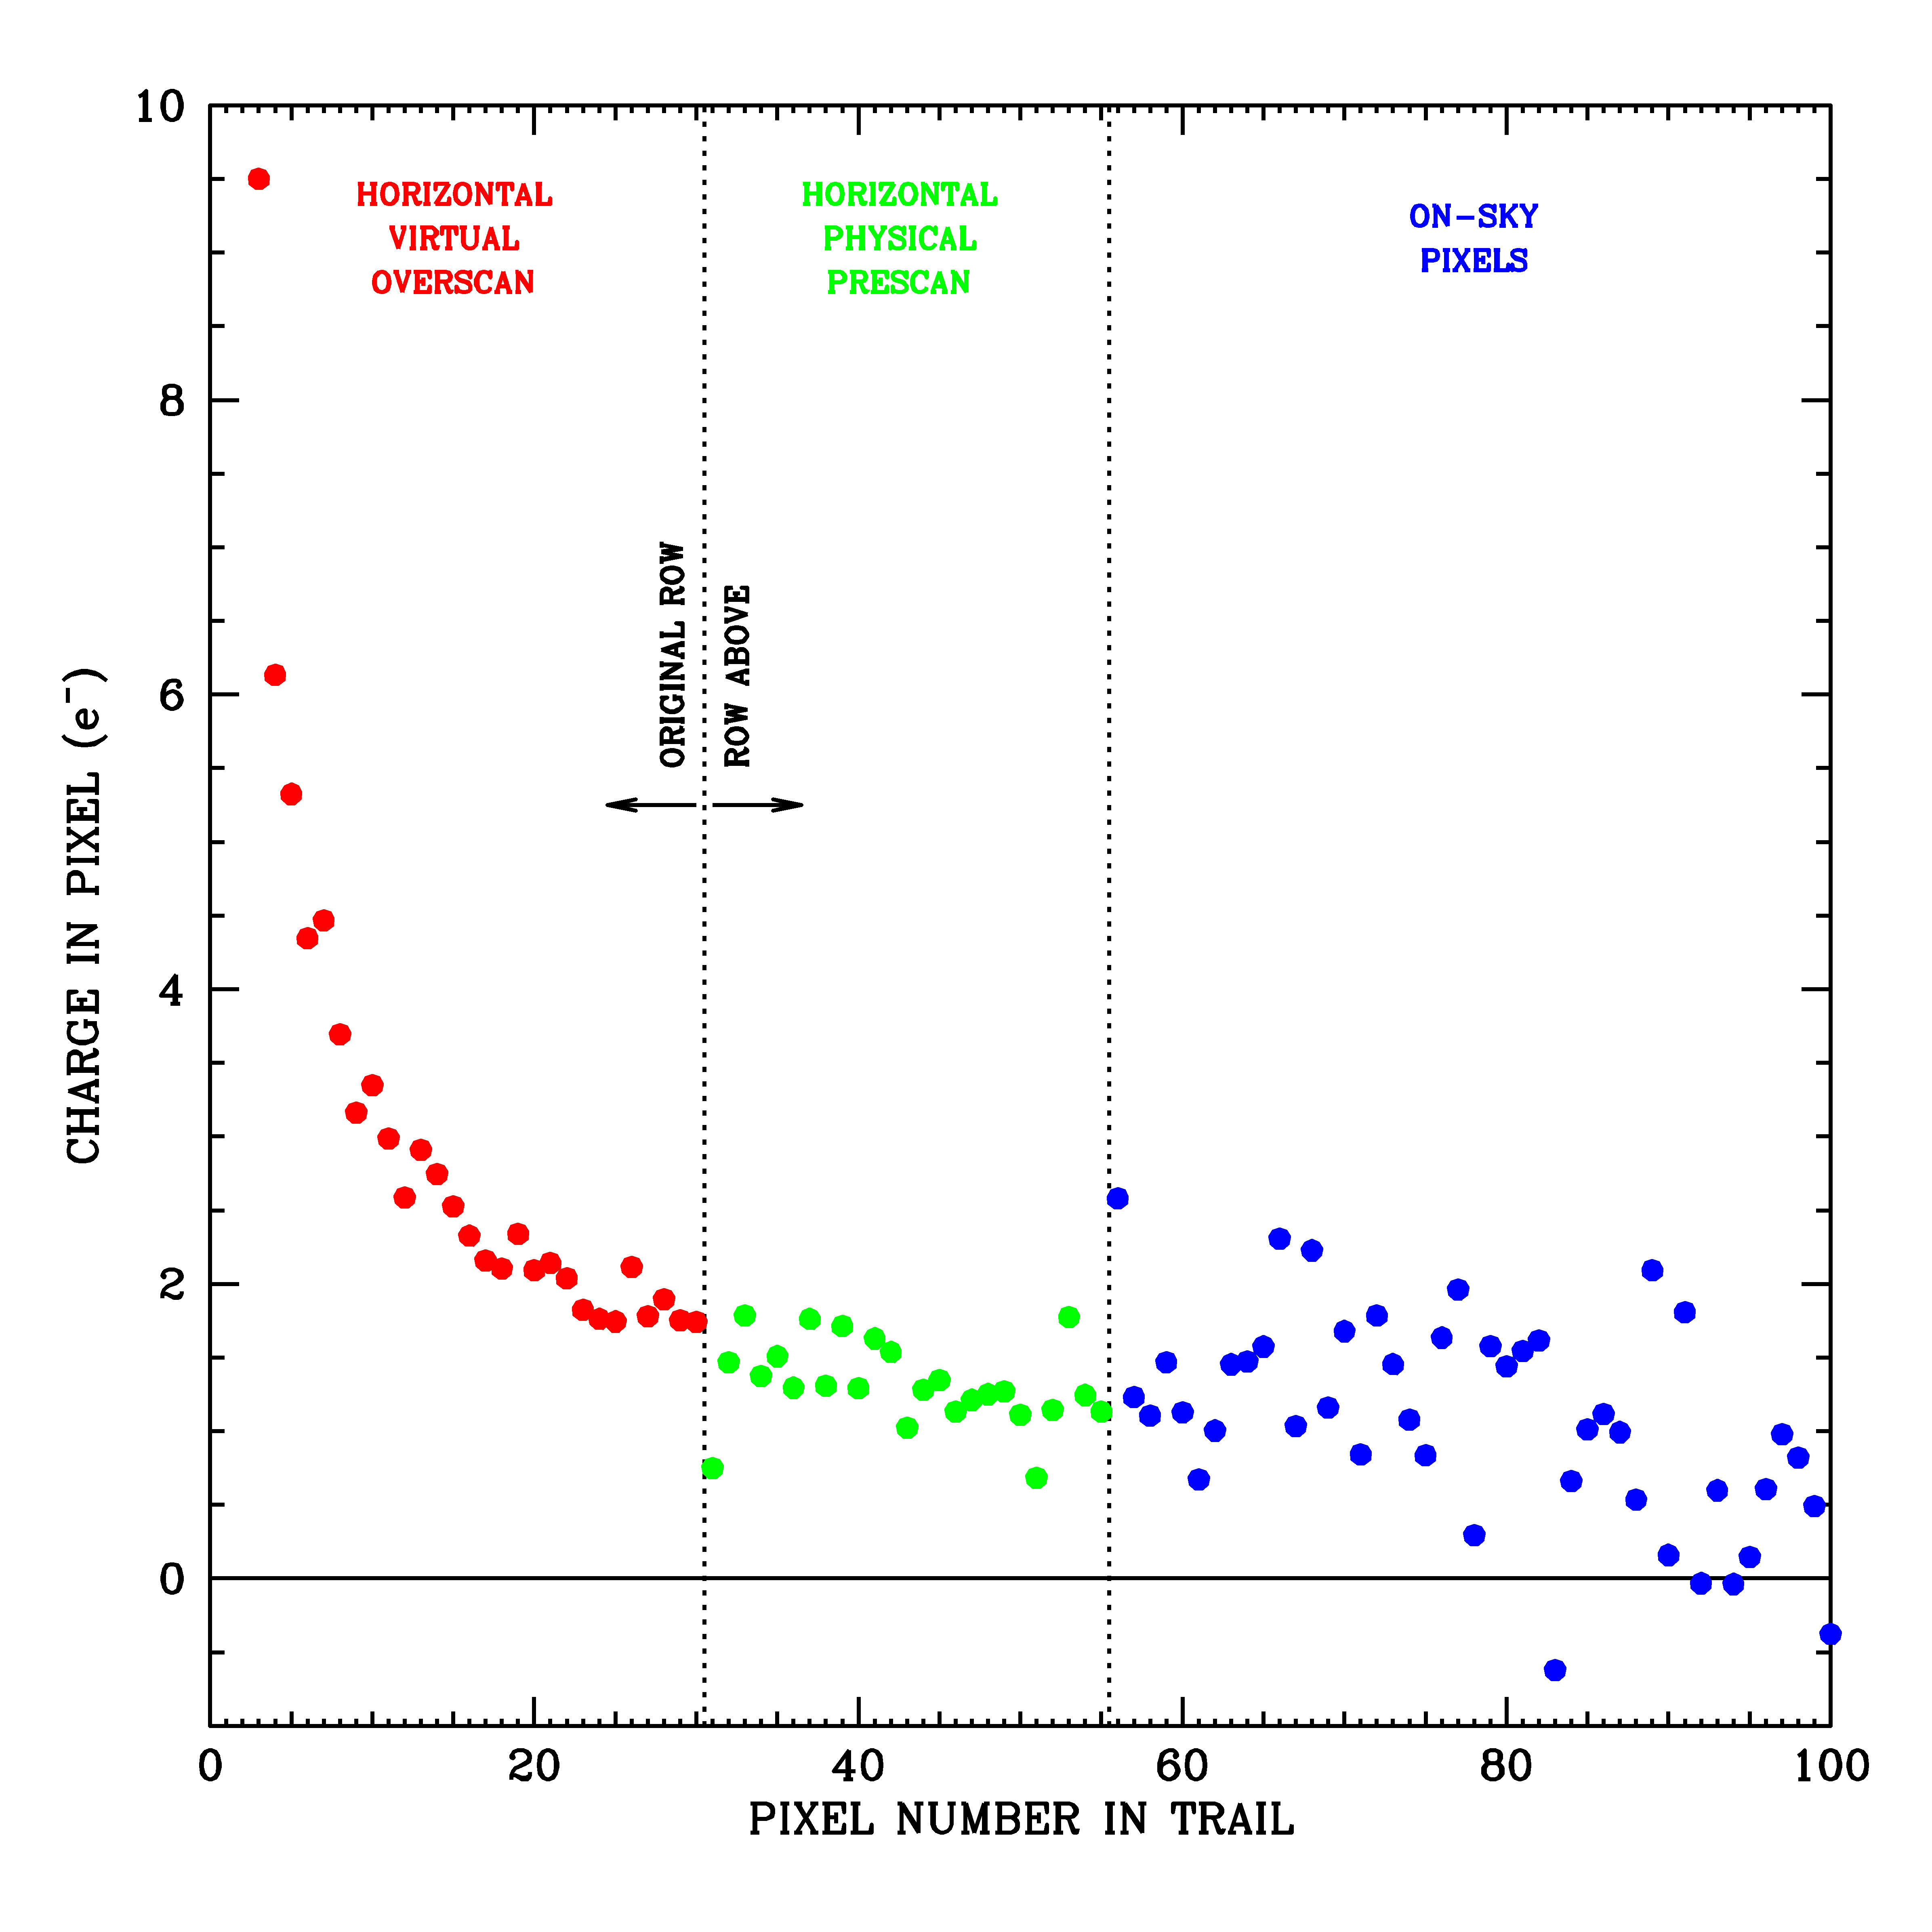 10
HORIZONTAL
VIRTUAL
OVERSCAN
HORIZONTAL
PHYSICAL
PRESCAN
ON-SKY
PIXELS
8
ORIGINAL ROW
ROW ABOVE
6
CHARGE IN PIXEL (e⁻)
4
2
0
0 20 40 60 80 100
PIXEL NUMBER IN TRAIL